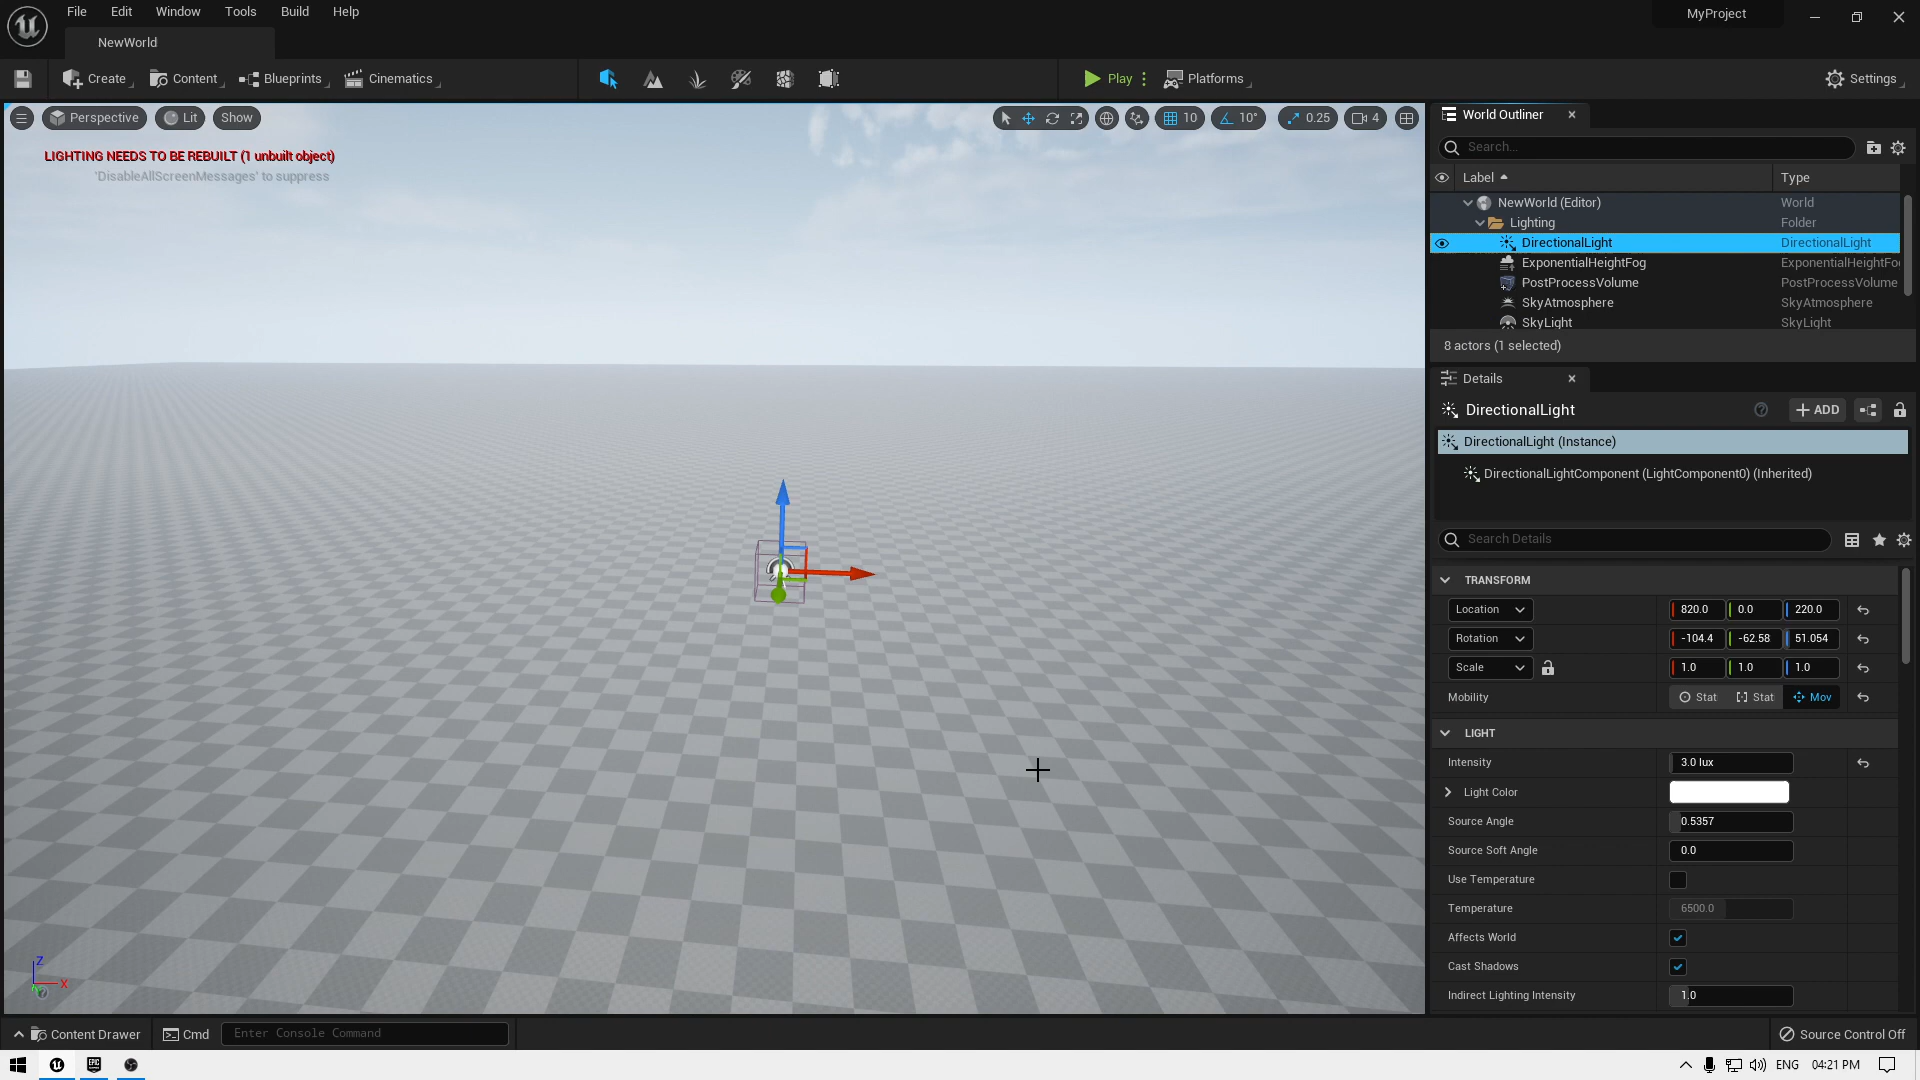 File Edit Window Tools Build Help
MyProject
NewWorld
Create Content Blueprints Cinematics
Play Platforms
Settings
Perspective Lit Show
10 10° 0.25 4
LIGHTING NEEDS TO BE REBUILT (1 unbuilt object)
'DisableAllScreenMessages' to suppress
Z
X
World Outliner
Search...
Label Type
NewWorld (Editor) World
Lighting Folder
DirectionalLight DirectionalLight
ExponentialHeightFog ExponentialHeightFo
PostProcessVolume PostProcessVolume
SkyAtmosphere SkyAtmosphere
SkyLight SkyLight
8 actors (1 selected)
Details
DirectionalLight
ADD
DirectionalLight (Instance)
DirectionalLightComponent (LightComponent0) (Inherited)
Search Details
TRANSFORM
Location 820.0 0.0 220.0
Rotation -104.4 -62.58 51.054
Scale 1.0 1.0 1.0
Mobility Stat Stat Mov
LIGHT
Intensity 3.0 lux
Light Color
Source Angle 0.5357
Source Soft Angle 0.0
Use Temperature
Temperature 6500.0
Affects World
Cast Shadows
Indirect Lighting Intensity 1.0
Content Drawer Cmd Enter Console Command
Source Control Off
EPIC
ENG 04:21 PM